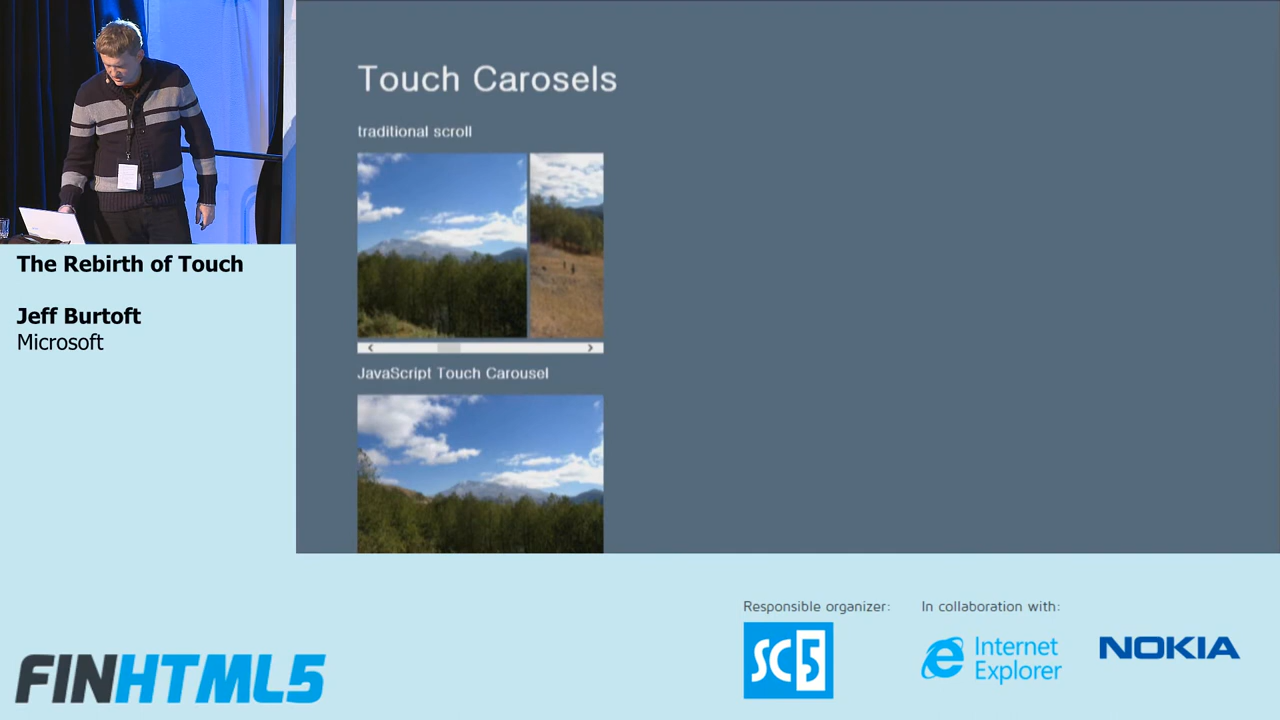 Touch Carosels
traditional scroll
JavaScript Touch Carousel
The Rebirth of Touch
Jeff Burtoft
Microsoft
Responsible organizer:
In collaboration with:
SC5
Internet
Explorer
NOKIA
FINHTML5